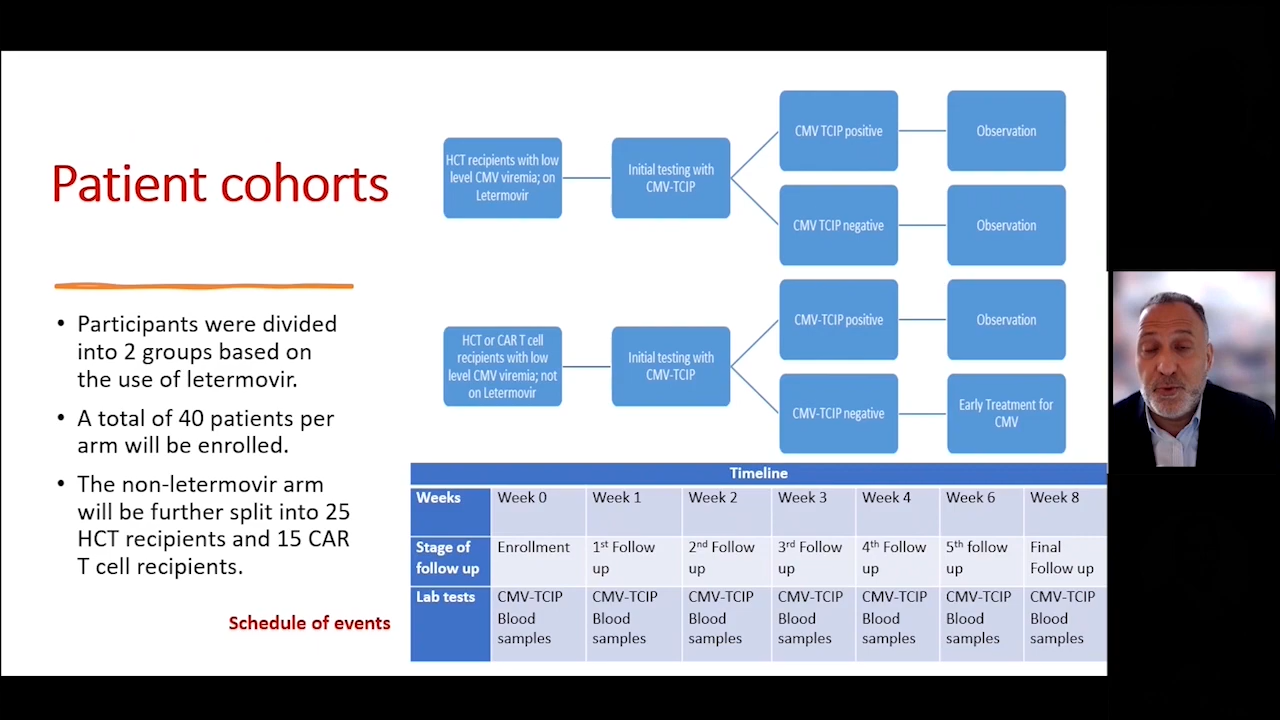 Patient cohorts
• Participants were divided
into 2 groups based on
the use of letermovir.
• A total of 40 patients per
arm will be enrolled.
• The non-letermovir arm
will be further split into 25
HCT recipients and 15 CAR
T cell recipients.
Schedule of events
HCT recipients with low
level CMV viremia; on
Letermovir
Initial testing with
CMV-TCIP
CMV TCIP positive
Observation
CMV TCIP negative
Observation
HCT or CAR T cell
recipients with low
level CMV viremia; not
on Letermovir
Initial testing with
CMV-TCIP
CMV-TCIP positive
Observation
CMV-TCIP negative
Early Treatment for
CMV
Timeline
Weeks Week 0 Week 1 Week 2 Week 3 Week 4 Week 6 Week 8
Stage of Enrollment 1st Follow 2nd Follow 3rd Follow 4th Follow 5th follow Final
follow up up up up up up Follow up
Lab tests CMV-TCIP CMV-TCIP CMV-TCIP CMV-TCIP CMV-TCIP CMV-TCIP CMV-TCIP
Blood Blood Blood Blood Blood Blood Blood
samples samples samples samples samples samples samples